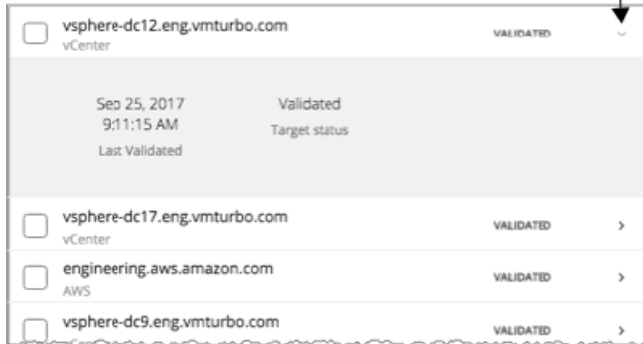 vsphere-dc12.eng.vmturbo.com VALIDATED
vCenter
Sep 25, 2017 Validated
9:11:15 AM Target status
Last Validated
vsphere-dc17.eng.vmturbo.com VALIDATED
vCenter
engineering.aws.amazon.com VALIDATED
AWS
vsphere-dc9.eng.vmturbo.com VALIDATED